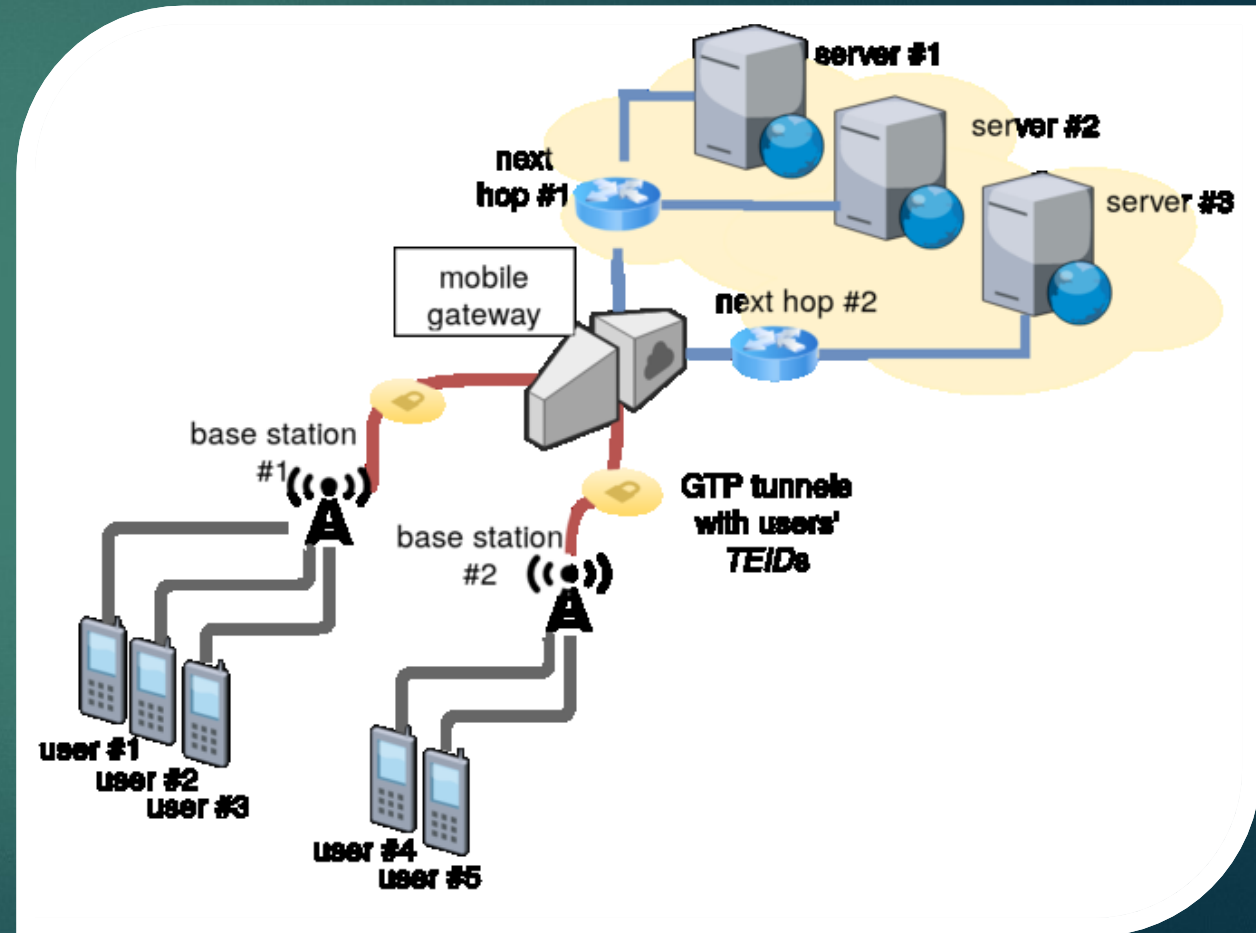 server #1
server #2
next
hop #1
server #3
mobile
gateway
next hop #2
base station
#1
GTP tunnels
with users'
TEIDs
base station
#2
user #1
user #2
user #3
user #4
user #5